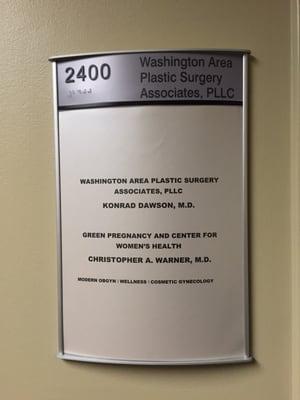 2400
Washington Area
Plastic Surgery
Associates, PLLC
WASHINGTON AREA PLASTIC SURGERY
ASSOCIATES, PLLC
KONRAD DAWSON, M.D.
GREEN PREGNANCY AND CENTER FOR
WOMEN'S HEALTH
CHRISTOPHER A. WARNER, M.D.
MODERN OBGYN | WELLNESS | COSMETIC GYNECOLOGY